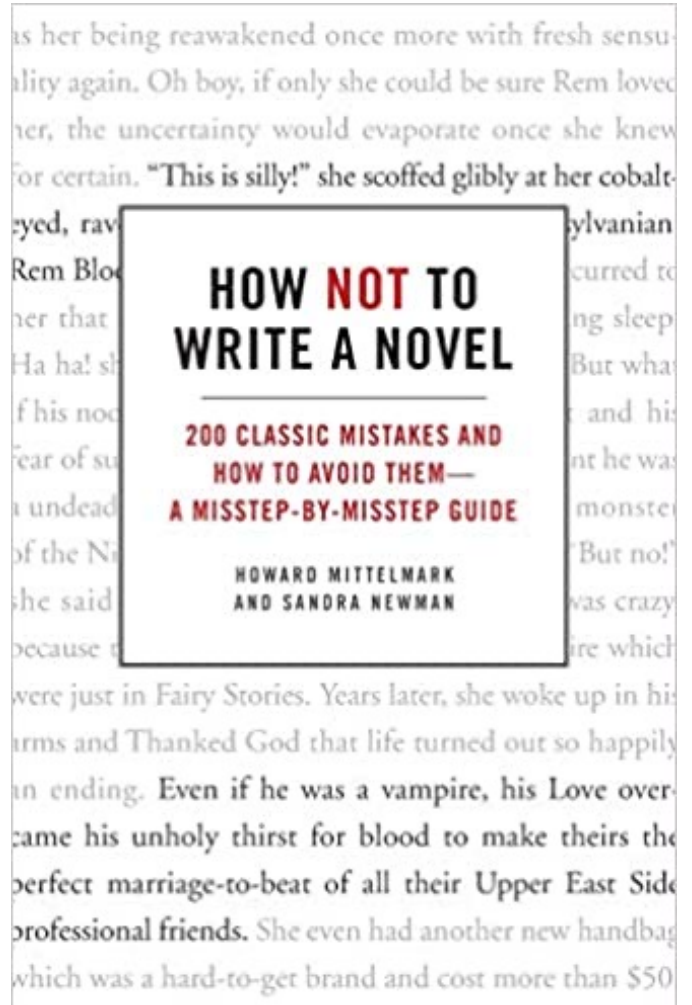 as her being reawakened once more with fresh sensu-
ality again. Oh boy, if only she could be sure Rem loved
her, the uncertainty would evaporate once she knew
for certain. “This is silly!” she scoffed glibly at her cobalt-
eyed, rav
ylvanian
Rem Bloo
curred to
her that
ng sleep
Ha ha! sh
But what
if his noc
and his
fear of su
nt he was
a undead
monster
of the Ni
“But no!”
she said
was crazy
because t
ire which
were just in Fairy Stories. Years later, she woke up in his
arms and Thanked God that life turned out so happily
an ending. Even if he was a vampire, his Love over-
came his unholy thirst for blood to make theirs the
perfect marriage-to-beat of all their Upper East Side
professional friends. She even had another new handbag
which was a hard-to-get brand and cost more than $50
HOW NOT TO
WRITE A NOVEL
200 CLASSIC MISTAKES AND
HOW TO AVOID THEM—
A MISSTEP-BY-MISSTEP GUIDE
HOWARD MITTELMARK
AND SANDRA NEWMAN